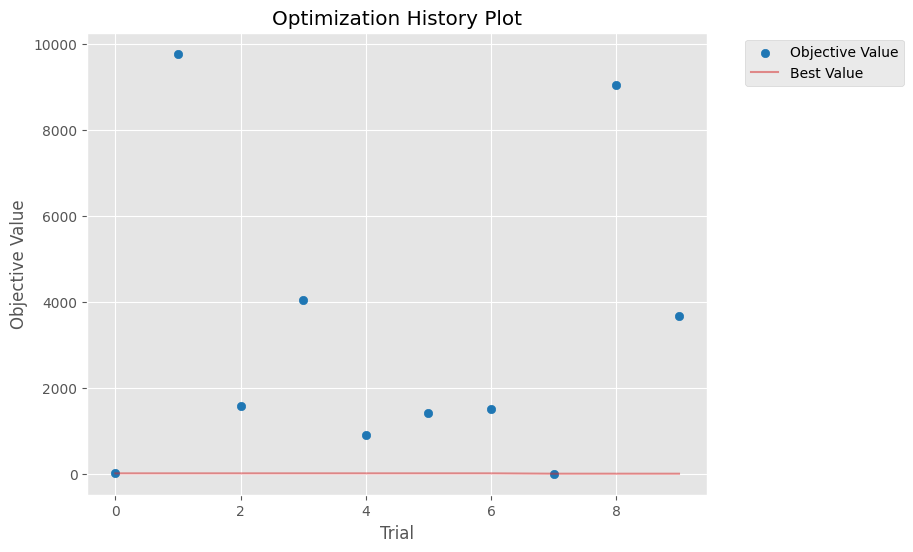 Optimization History Plot
Objective Value
Best Value
10000
8000
6000
4000
2000
0
Objective Value
0
2
4
6
8
Trial